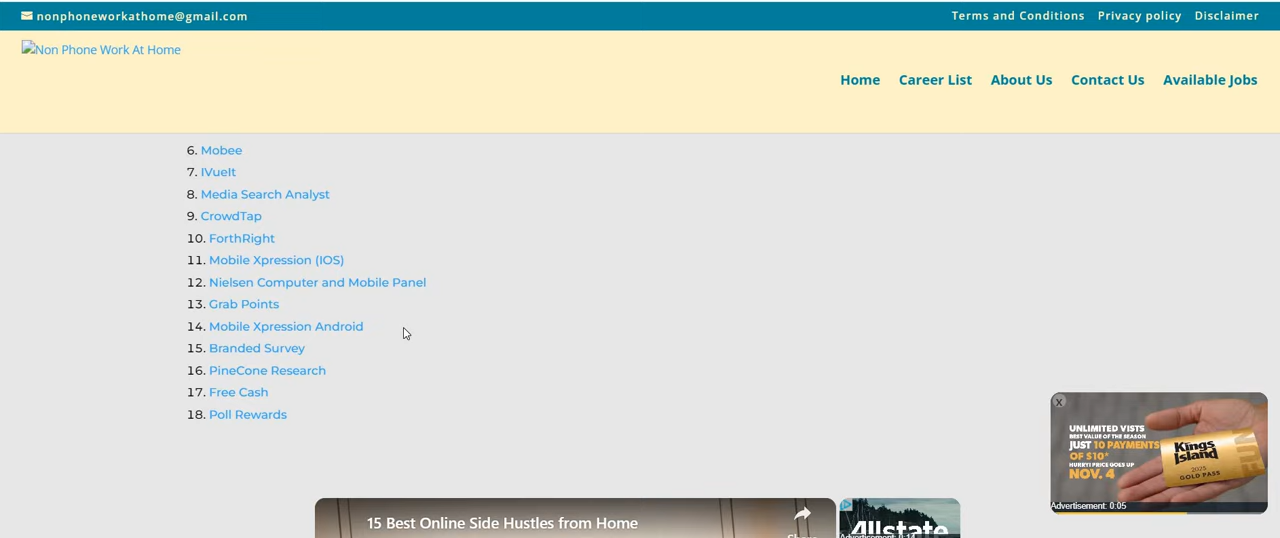 nonphoneworkathome@gmail.com
Terms and Conditions Privacy policy Disclaimer
Non Phone Work At Home
Home Career List About Us Contact Us Available Jobs
6. Mobee
7. IVueIt
8. Media Search Analyst
9. CrowdTap
10. ForthRight
11. Mobile Xpression (IOS)
12. Nielsen Computer and Mobile Panel
13. Grab Points
14. Mobile Xpression Android
15. Branded Survey
16. PineCone Research
17. Free Cash
18. Poll Rewards
X
UNLIMITED VISTS
BEST VALUE OF THE SEASON
JUST 10 PAYMENTS
OF $10*
HURRY! PRICE GOES UP
NOV. 4
Kings Island
2025
GOLD PASS
Advertisement: 0:05
15 Best Online Side Hustles from Home
Share
Allstate
Advertisement: 0:14